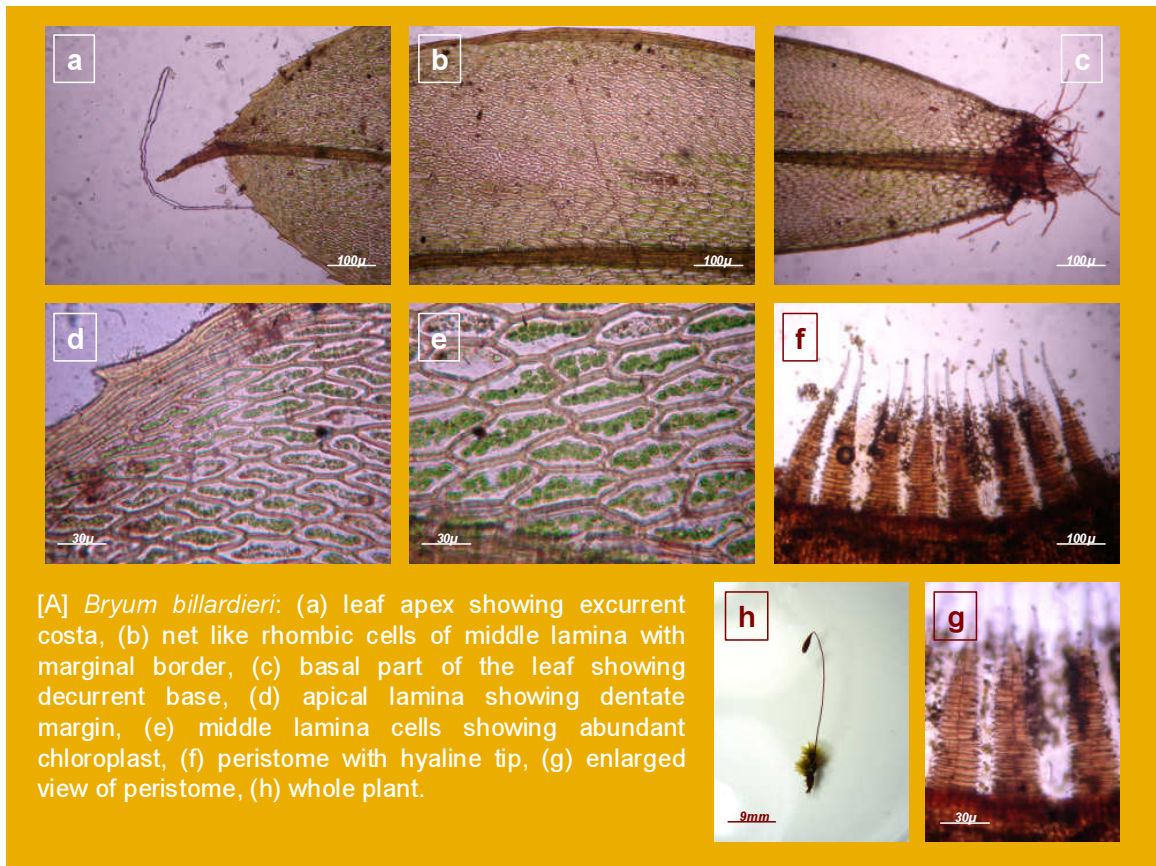 a
b
c
100µ
100µ
100µ
d
e
f
30µ
30µ
100µ
[A] Bryum billardieri: (a) leaf apex showing excurrent
costa, (b) net like rhombic cells of middle lamina with
marginal border, (c) basal part of the leaf showing
decurrent base, (d) apical lamina showing dentate
margin, (e) middle lamina cells showing abundant
chloroplast, (f) peristome with hyaline tip, (g) enlarged
view of peristome, (h) whole plant.
h
g
9mm
30µ